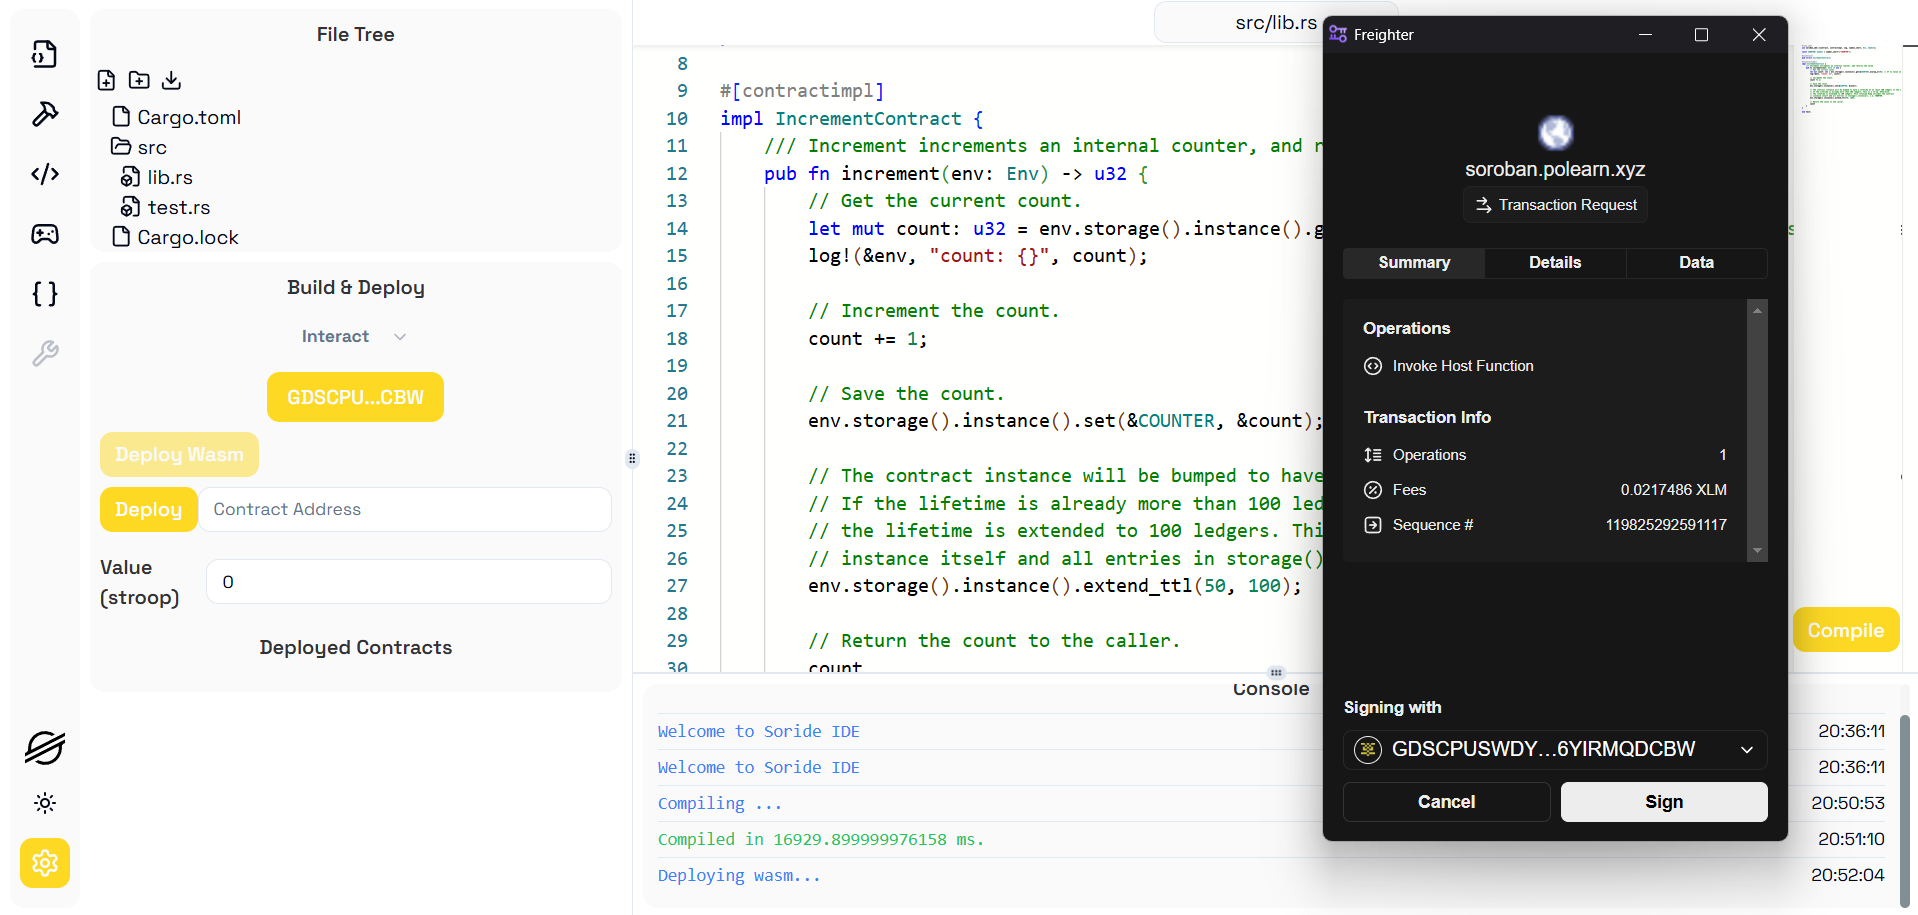 File Tree
Cargo.toml
src
lib.rs
test.rs
Cargo.lock
Build & Deploy
Interact
GDSCPU...CBW
Deploy Wasm
Deploy
Contract Address
Value
(stroop)
0
Deployed Contracts
src/lib.rs
8
9 #[contractimpl]
10 impl IncrementContract {
11 /// Increment increments an internal counter, and r
12 pub fn increment(env: Env) -> u32 {
13 // Get the current count.
14 let mut count: u32 = env.storage().instance().g
15 log!(&env, "count: {}", count);
16
17 // Increment the count.
18 count += 1;
19
20 // Save the count.
21 env.storage().instance().set(&COUNTER, &count);
22
23 // The contract instance will be bumped to have
24 // If the lifetime is already more than 100 led
25 // the lifetime is extended to 100 ledgers. Thi
26 // instance itself and all entries in storage()
27 env.storage().instance().extend_ttl(50, 100);
28
29 // Return the count to the caller.
30 count
Compile
Console
Welcome to Soride IDE 20:36:11
Welcome to Soride IDE 20:36:11
Compiling ... 20:50:53
Compiled in 16929.899999976158 ms. 20:51:10
Deploying wasm... 20:52:04
Freighter
soroban.polearn.xyz
Transaction Request
Summary Details Data
Operations
Invoke Host Function
Transaction Info
Operations 1
Fees 0.0217486 XLM
Sequence # 119825292591117
Signing with
GDSCPUSWDY...6YIRMQDCBW
Cancel Sign